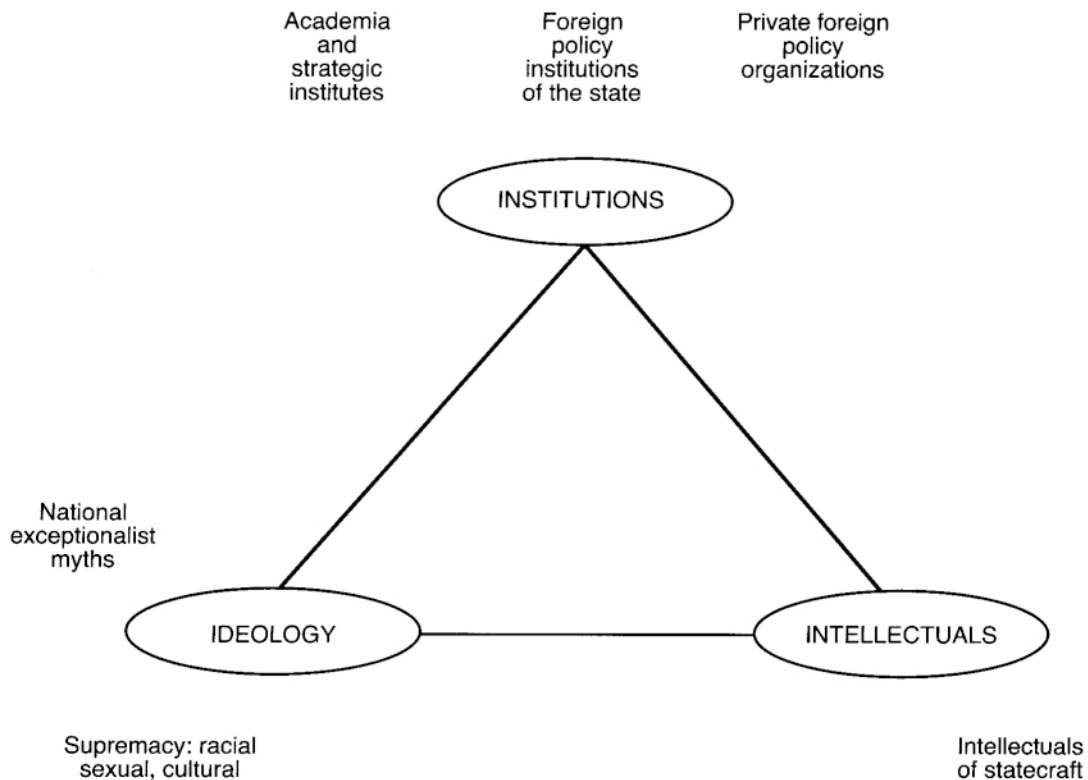 Academia
and
strategic
institutes
Foreign
policy
institutions
of the state
Private foreign
policy
organizations
INSTITUTIONS
National
exceptionalist
myths
IDEOLOGY
INTELLECTUALS
Supremacy: racial
sexual, cultural
Intellectuals
of statecraft